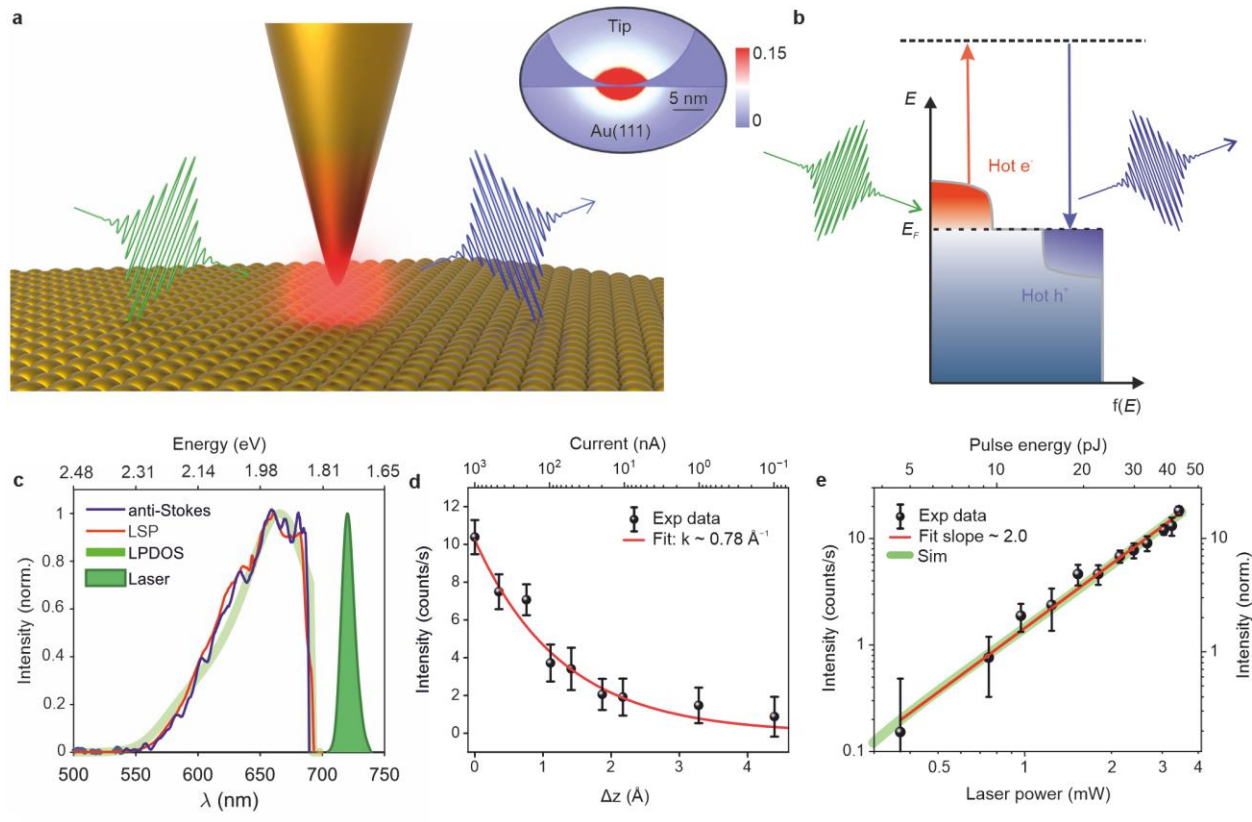 a
Tip
Au(111)
5 nm
0.15
0
b
E
Hot e-
E_F
Hot h+
f(E)
Energy (eV)
2.48 2.31 2.14 1.98 1.81 1.65
c
anti-Stokes
LSP
LPDOS
Laser
Intensity (norm.)
1
0.8
0.6
0.4
0.2
0
500 550 600 650 700 750
λ (nm)
Current (nA)
10³ 10² 10¹ 10⁰ 10⁻¹
d
Exp data
Fit: k ~ 0.78 Å⁻¹
Intensity (counts/s)
12
10
8
6
4
2
0
0 1 2 3 4
Δz (Å)
Pulse energy (pJ)
5 10 20 30 40 50
e
Exp data
Fit slope ~ 2.0
Sim
Intensity (counts/s)
10
1
0.1
Intensity (norm.)
10
1
0.5 1 2 3 4
Laser power (mW)